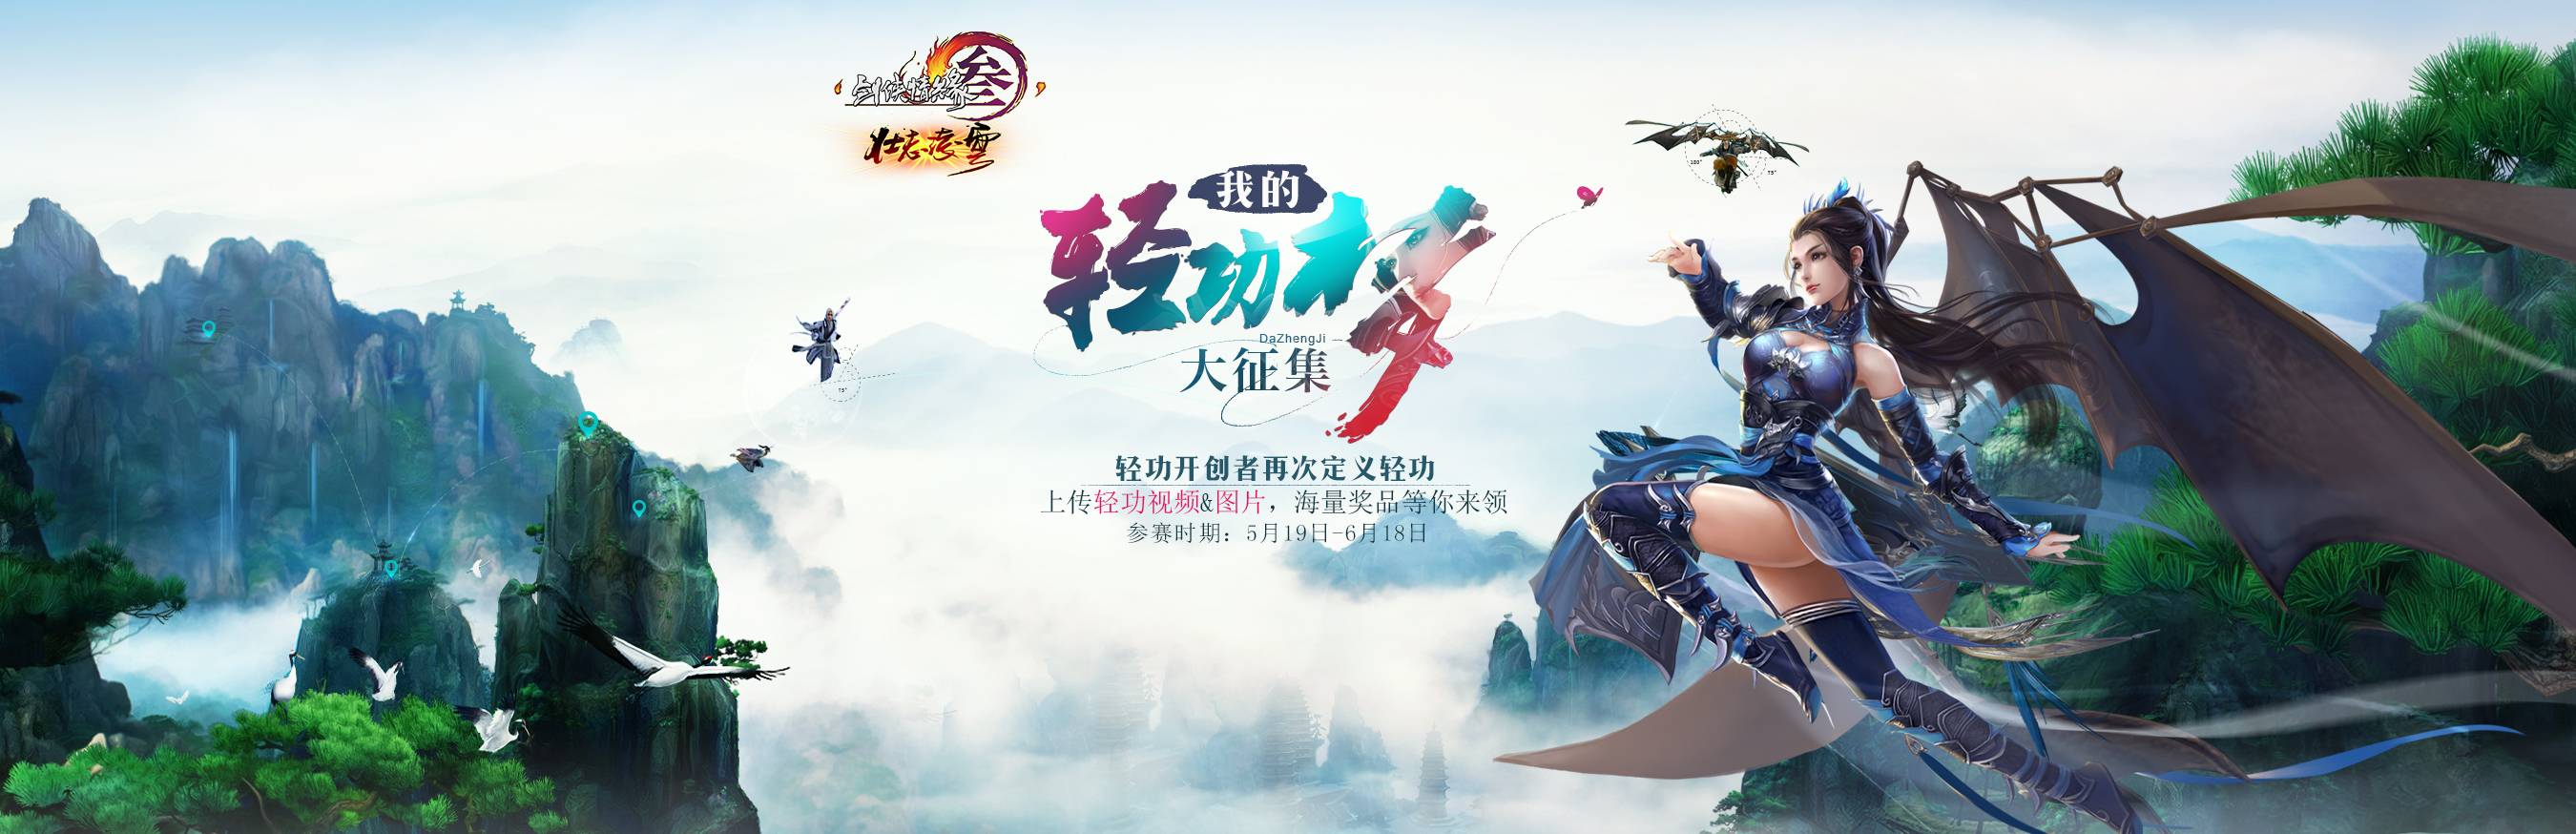 剑侠情缘叁
壮志凌雲
我的
轻功梦
DaZhengJi
大征集
轻功开创者再次定义轻功
上传轻功视频&图片，海量奖品等你来领
参赛时期：5月19日-6月18日